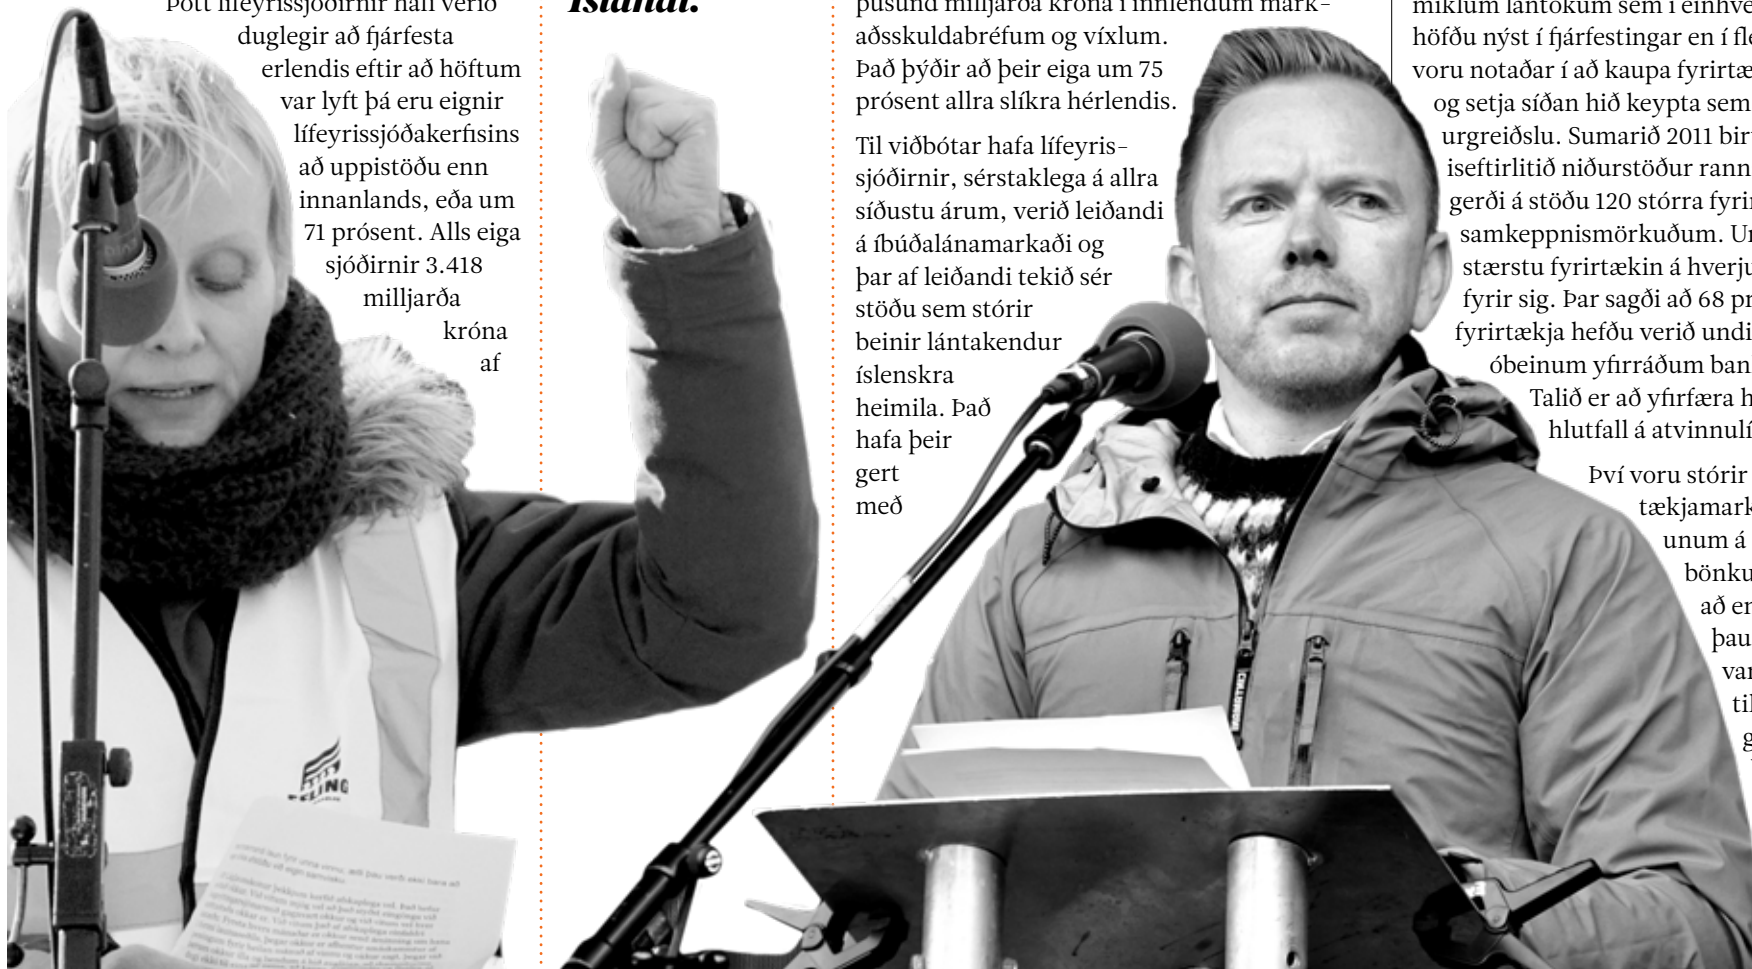 Þótt lífeyrissjóðirnir hafi verið
duglegir að fjárfesta
erlendis eftir að höftum
var lyft þá eru eignir
lífeyrissjóðakerfisins
að uppistöðu enn
innanlands, eða um
71 prósent. Alls eiga
sjóðirnir 3.418
milljarða
króna
af
Íslandi.
þúsund milljarða króna í innlendum mark-
aðsskuldabréfum og víxlum.
Það þýðir að þeir eiga um 75
prósent allra slíkra hérlendis.
Til viðbótar hafa lífeyris-
sjóðirnir, sérstaklega á allra
síðustu árum, verið leiðandi
á íbúðalánamarkaði og
þar af leiðandi tekið sér
stöðu sem stórir
beinir lántakendur
íslenskra
heimila. Það
hafa þeir
gert
með
miklum lántökum sem í einhve
höfðu nýst í fjárfestingar en í fle
voru notaðar í að kaupa fyrirtæ
og setja síðan hið keypta sem
urgreiðslu. Sumarið 2011 bir
iseftirlitið niðurstöður rann
gerði á stöðu 120 stórra fyrir
samkeppnismörkuðum. Un
stærstu fyrirtækin á hverju
fyrir sig. Þar sagði að 68 pr
fyrirtækja hefðu verið undi
óbeinum yfirráðum ban
Talið er að yfirfæra h
hlutfall á atvinnulí
Því voru stórir
tækjamark
unum á
bönku
að er
þau
var
til
g